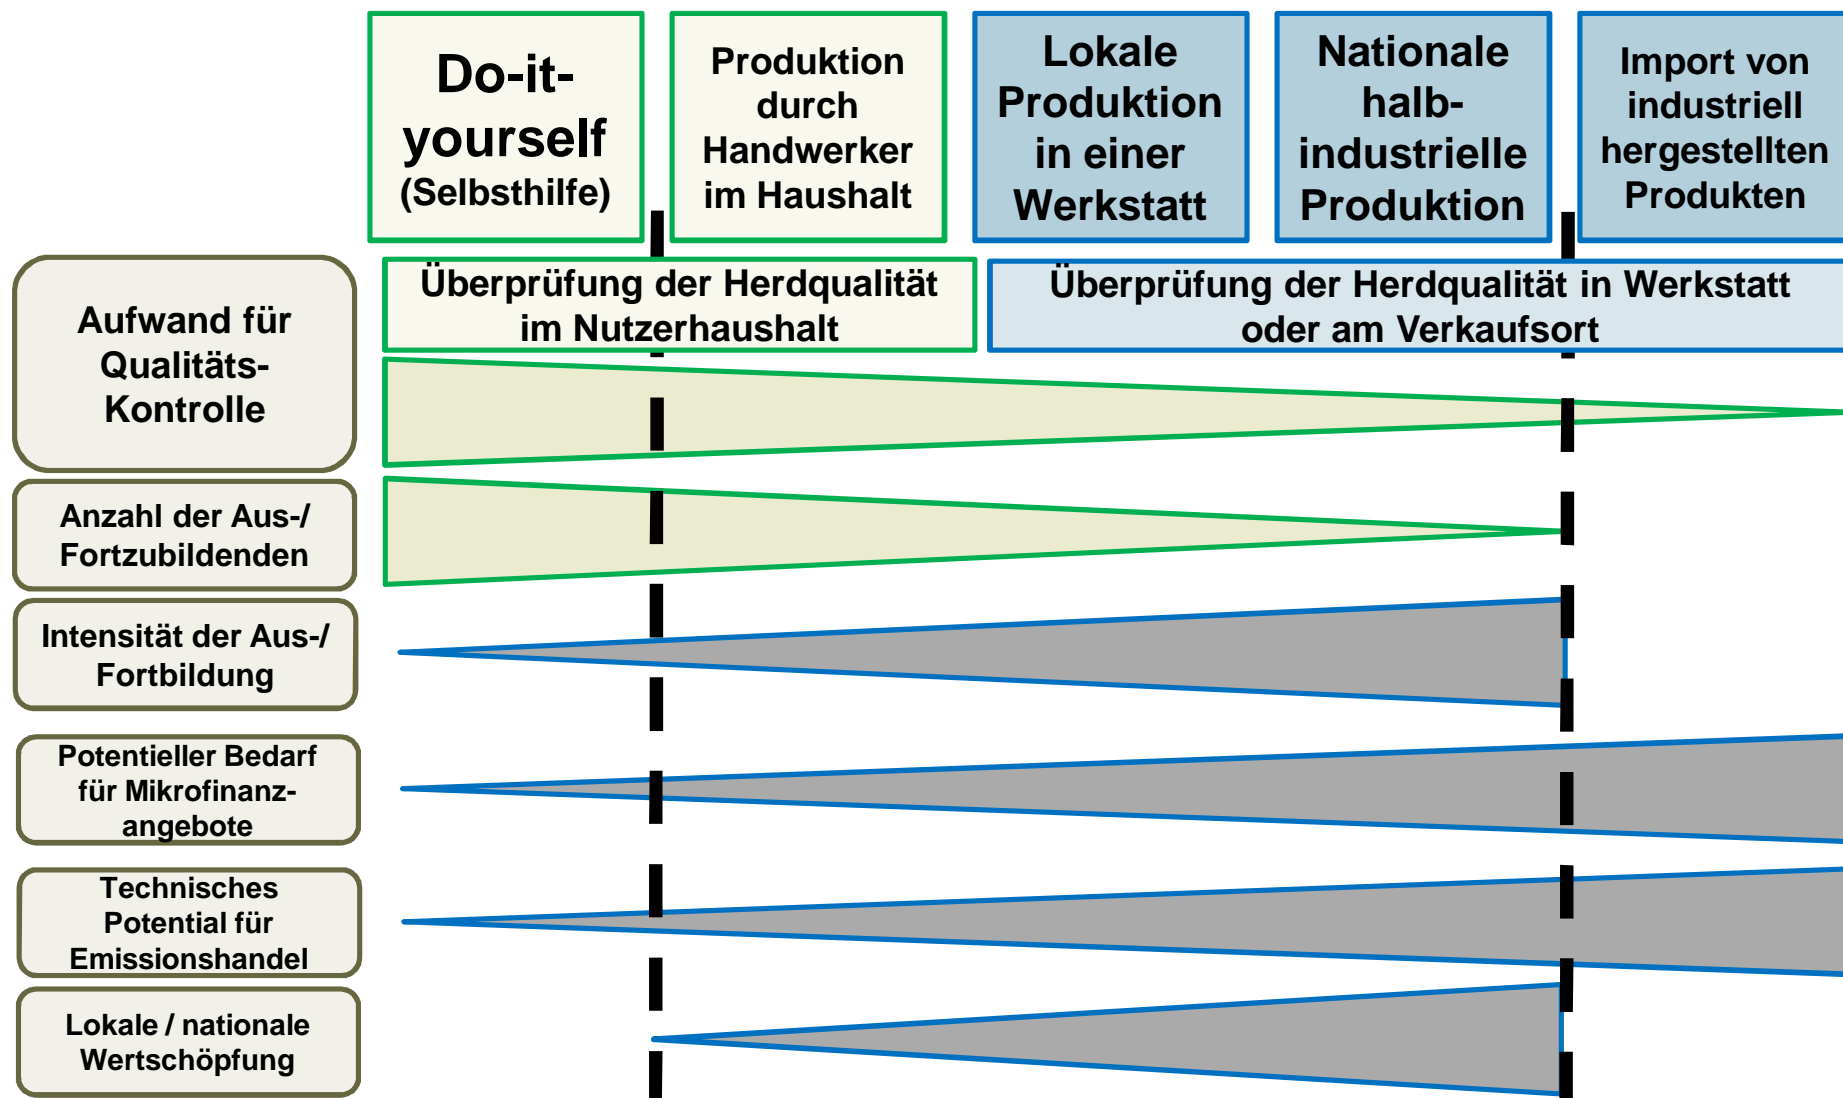 Do-it-
yourself
(Selbsthilfe)
Produktion
durch
Handwerker
im Haushalt
Lokale
Produktion
in einer
Werkstatt
Nationale
halb-
industrielle
Produktion
Import von
industriell
hergestellten
Produkten
Aufwand für
Qualitäts-
Kontrolle
Überprüfung der Herdqualität
im Nutzerhaushalt
Überprüfung der Herdqualität in Werkstatt
oder am Verkaufsort
Anzahl der Aus-/
Fortzubildenden
Intensität der Aus-/
Fortbildung
Potentieller Bedarf
für Mikrofinanz-
angebote
Technisches
Potential für
Emissionshandel
Lokale / nationale
Wertschöpfung